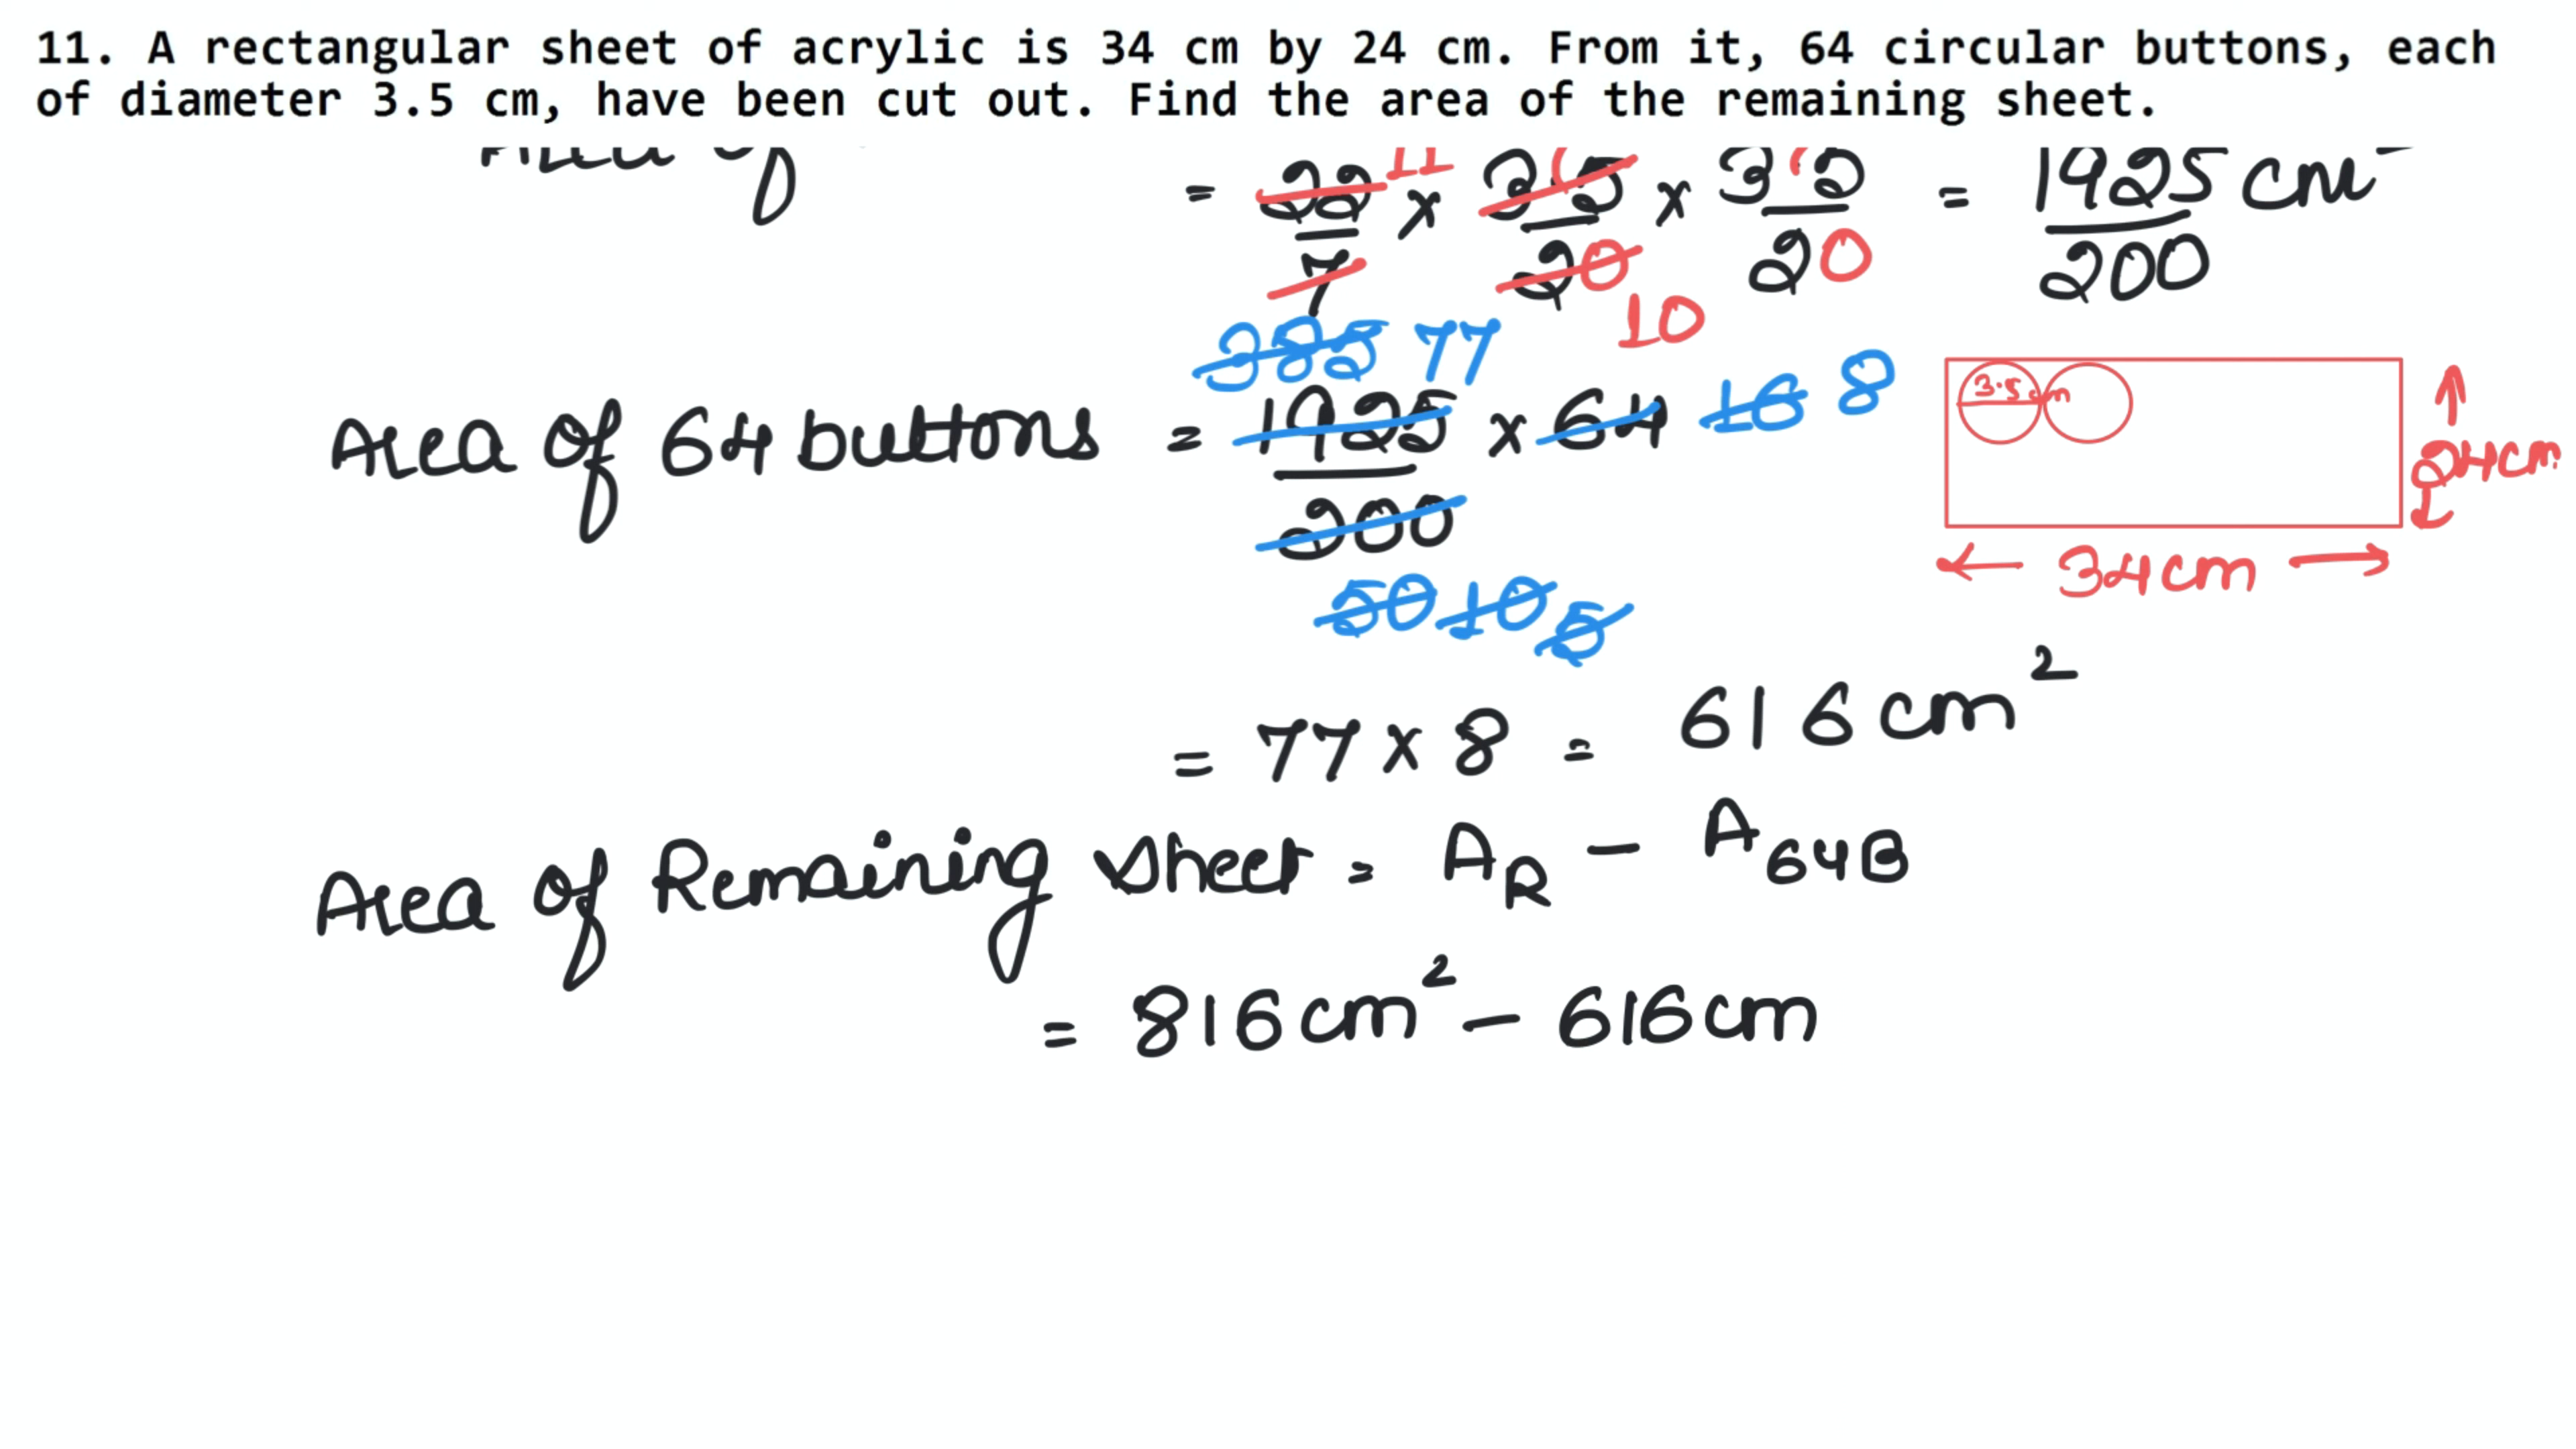 11. A rectangular sheet of acrylic is 34 cm by 24 cm. From it, 64 circular buttons, each
of diameter 3.5 cm, have been cut out. Find the area of the remaining sheet.
= 22/7 11 × 3.5/20 10 × 3.5/20 = 1925/200 cm
385 77
Area of 64 buttons = 1925/200 × 64 16 8
50 10 5
3.5 cm
24cm
34cm
= 77 × 8 = 616 cm²
Area of Remaining sheet = A_R − A_64B
= 816 cm² − 616 cm